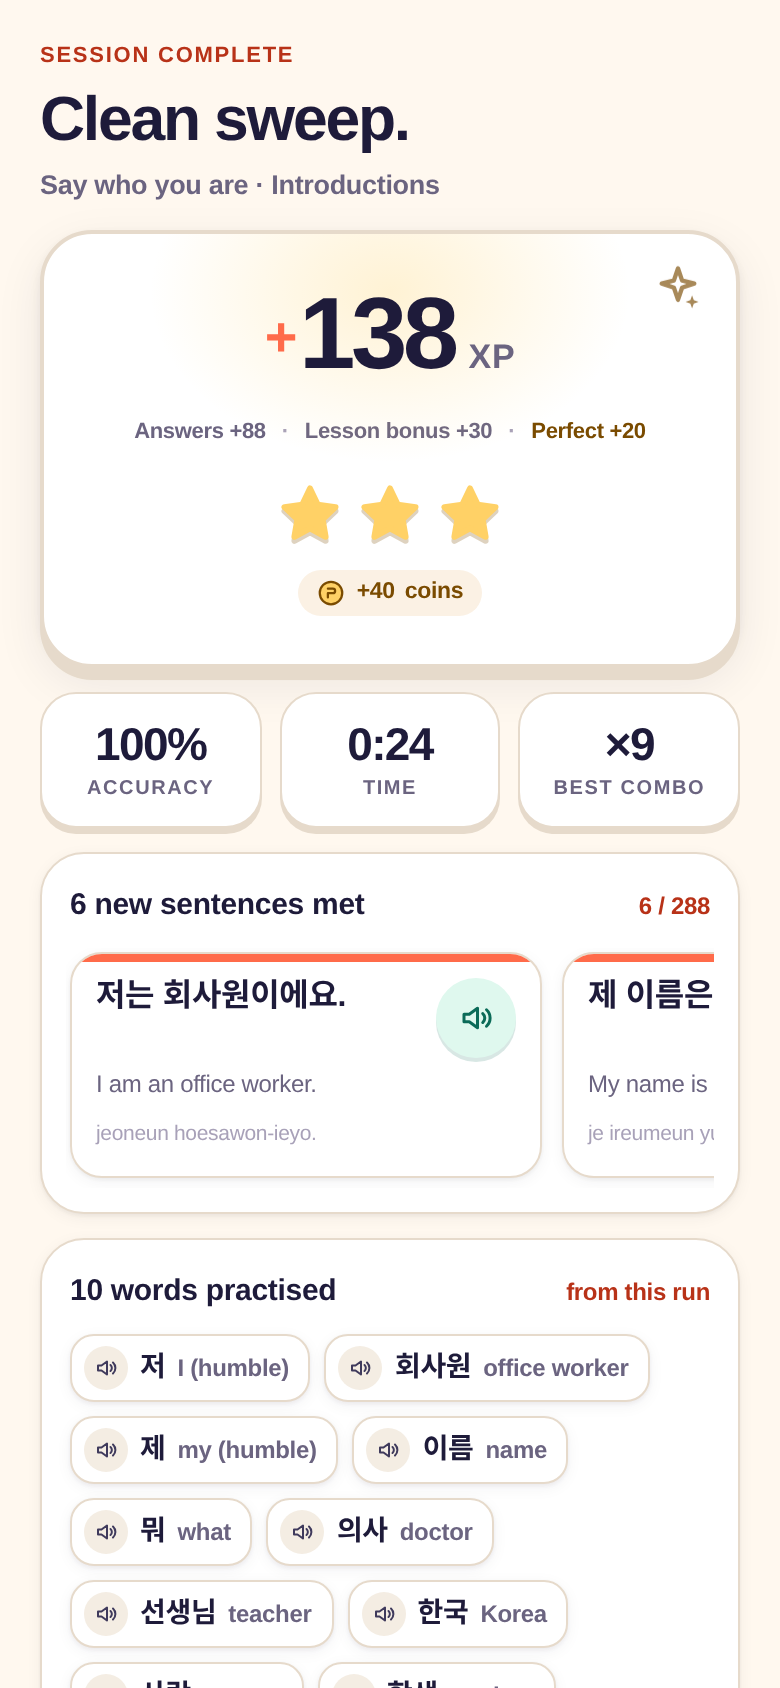 SESSION COMPLETE
Clean sweep.
Say who you are · Introductions
+138 XP
Answers +88 · Lesson bonus +30 · Perfect +20
+40 coins
100%
ACCURACY
0:24
TIME
×9
BEST COMBO
6 new sentences met
6 / 288
저는 회사원이에요.
I am an office worker.
jeoneun hoesawon-ieyo.
제 이름은
My name is
je ireumeun
10 words practised
from this run
저 I (humble)
회사원 office worker
제 my (humble)
이름 name
뭐 what
의사 doctor
선생님 teacher
한국 Korea